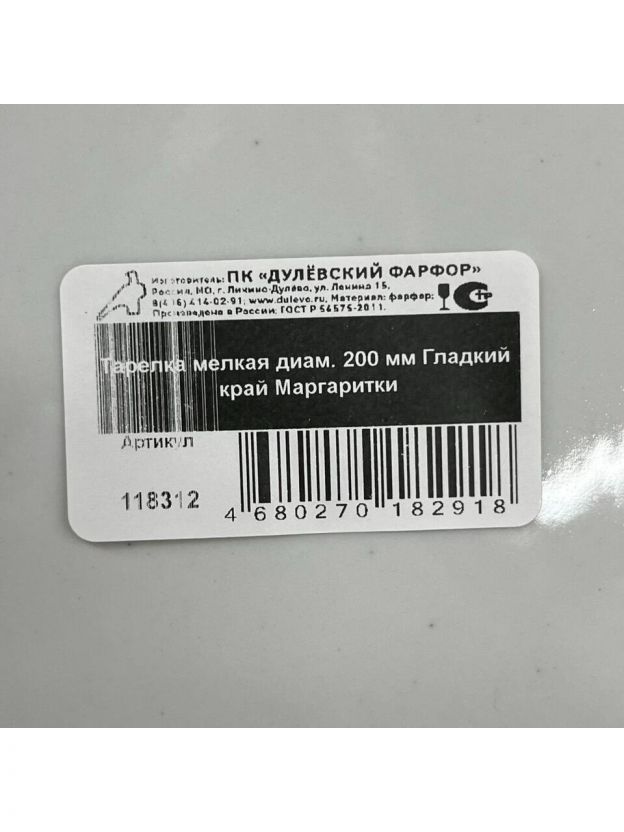 Изготовитель: ПК «ДУЛЁВСКИЙ ФАРФОР»
Россия, МО, г. Ликино-Дулёво, ул. Ленина 15,
8(496)414-02-91, www.dulevo.ru, Материал: фарфор;
Произведено в России; ГОСТ Р 54575-2011.
Тарелка мелкая диам. 200 мм Гладкий
край Маргаритки
Артикул
118312
4 680270 182918